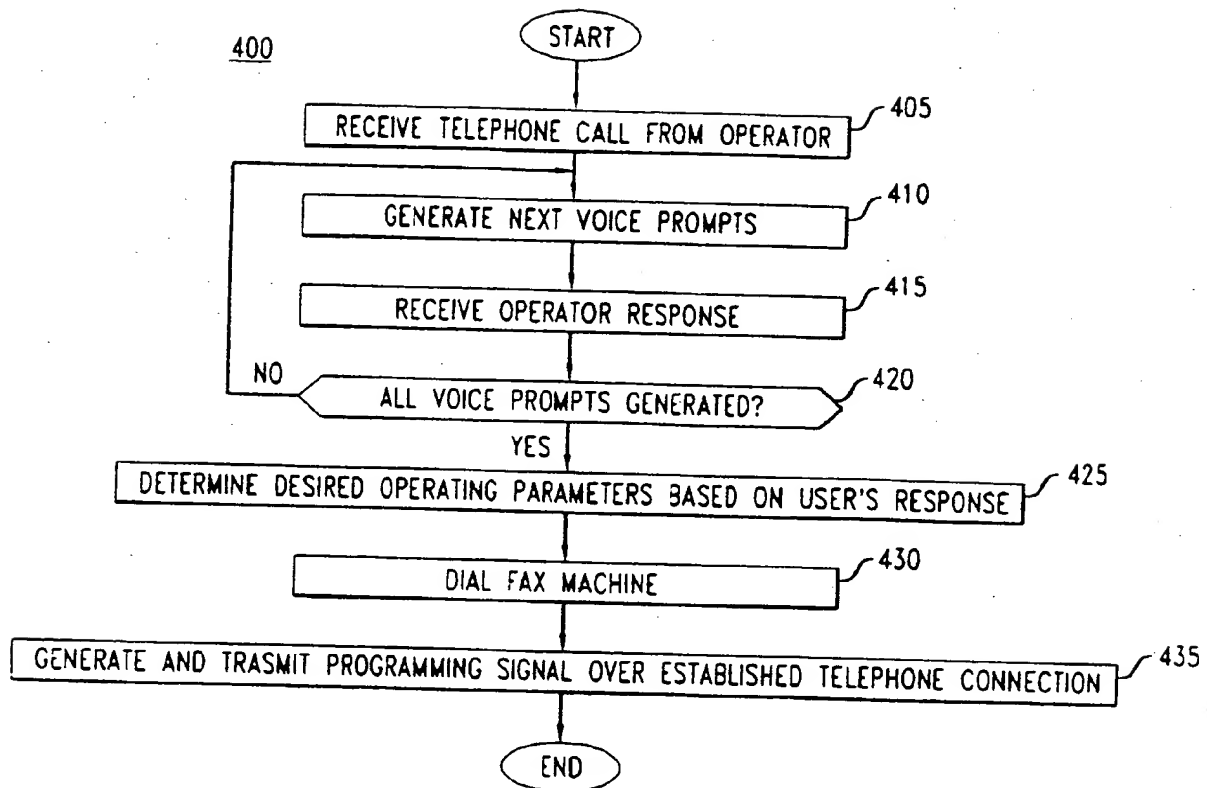 START
400
405
RECEIVE TELEPHONE CALL FROM OPERATOR
410
GENERATE NEXT VOICE PROMPTS
415
RECEIVE OPERATOR RESPONSE
NO
420
ALL VOICE PROMPTS GENERATED?
YES
425
DETERMINE DESIRED OPERATING PARAMETERS BASED ON USER'S RESPONSE
430
DIAL FAX MACHINE
435
GENERATE AND TRASMIT PROGRAMMING SIGNAL OVER ESTABLISHED TELEPHONE CONNECTION
END